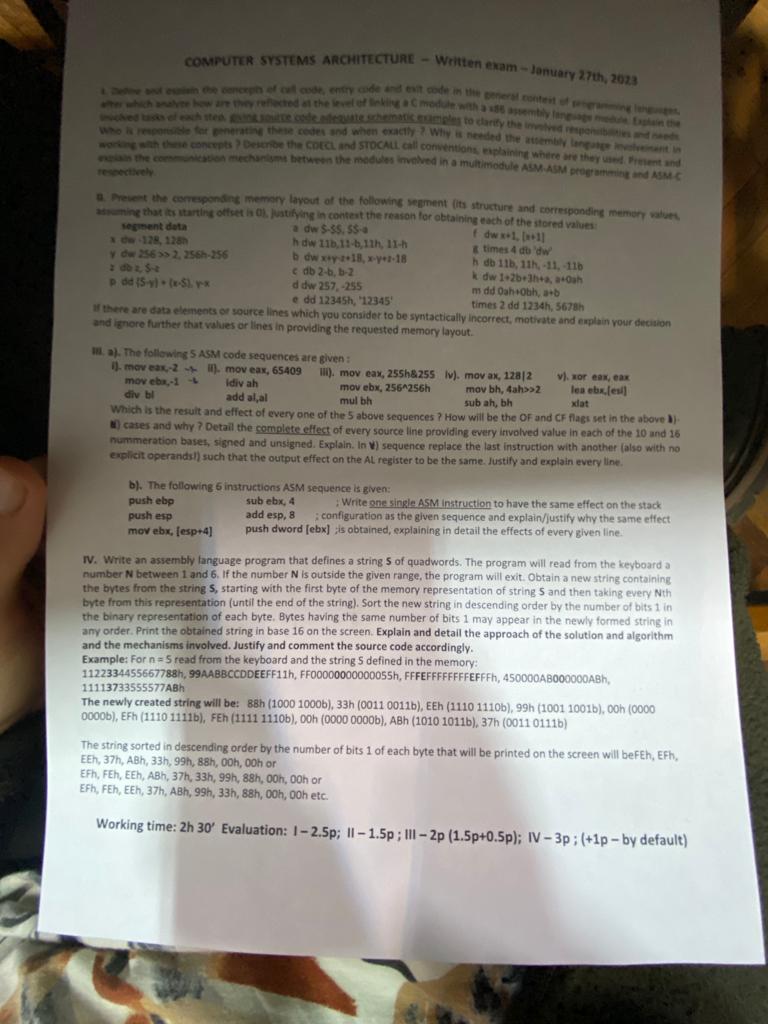 COMPUTER SYSTEMS ARCHITECTURE – Written exam – January 27th, 2023
I. Define and explain the concepts of call code, entry code and exit code in the general context of programming languages,
after which analyze how are they reflected at the level of linking a C module with a x86 assembly language module. Explain the
involved tasks of each step, giving source code adequate schematic examples to clarify the involved responsibilities and needs.
Who is responsible for generating these codes and when exactly ? Why is needed the assembly language involvement in
working with these concepts ? Describe the CDECL and STDCALL call conventions, explaining where are they used. Present and
explain the communication mechanisms between the modules involved in a multimodule ASM-ASM programming and ASM-C
respectively.
II. Present the corresponding memory layout of the following segment (its structure and corresponding memory values,
assuming that its starting offset is 0), justifying in context the reason for obtaining each of the stored values:
segment data a dw $-$$, $$-a f dw x+1, [x+1]
x dw -128, 128h h dw 11b,11-b,11h, 11-h g times 4 db 'dw'
y dw 256 >> 2, 256h-256 b dw x+y-z+18, x-y+z-18 h db 11b, 11h, -11, -11b
z db z, $-z c db 2-b, b-2 k dw 1+2b+3h+a, a+0ah
p dd ($-y) + (x-$), y-x d dw 257, -255 m dd 0ah+0bh, a+b
e dd 12345h, '12345' times 2 dd 1234h, 5678h
If there are data elements or source lines which you consider to be syntactically incorrect, motivate and explain your decision
and ignore further that values or lines in providing the requested memory layout.
III. a). The following 5 ASM code sequences are given :
i). mov eax,-2 ii). mov eax, 65409 iii). mov eax, 255h&255 iv). mov ax, 128|2 v). xor eax, eax
mov ebx,-1 idiv ah mov ebx, 256^256h mov bh, 4ah>>2 lea ebx,[esi]
div bl add al,al mul bh sub ah, bh xlat
Which is the result and effect of every one of the 5 above sequences ? How will be the OF and CF flags set in the above i)-
iv) cases and why ? Detail the complete effect of every source line providing every involved value in each of the 10 and 16
nummeration bases, signed and unsigned. Explain. In v) sequence replace the last instruction with another (also with no
explicit operands!) such that the output effect on the AL register to be the same. Justify and explain every line.
b). The following 6 instructions ASM sequence is given:
push ebp sub ebx, 4 ; Write one single ASM instruction to have the same effect on the stack
push esp add esp, 8 ; configuration as the given sequence and explain/justify why the same effect
mov ebx, [esp+4] push dword [ebx] ;is obtained, explaining in detail the effects of every given line.
IV. Write an assembly language program that defines a string S of quadwords. The program will read from the keyboard a
number N between 1 and 6. If the number N is outside the given range, the program will exit. Obtain a new string containing
the bytes from the string S, starting with the first byte of the memory representation of string S and then taking every Nth
byte from this representation (until the end of the string). Sort the new string in descending order by the number of bits 1 in
the binary representation of each byte. Bytes having the same number of bits 1 may appear in the newly formed string in
any order. Print the obtained string in base 16 on the screen. Explain and detail the approach of the solution and algorithm
and the mechanisms involved. Justify and comment the source code accordingly.
Example: For n = 5 read from the keyboard and the string S defined in the memory:
1122334455667788h, 99AABBCCDDEEFF11h, FF00000000000055h, FFFEFFFFFFFEFFFh, 450000AB000000ABh,
11113733555577ABh
The newly created string will be: 88h (1000 1000b), 33h (0011 0011b), EEh (1110 1110b), 99h (1001 1001b), 00h (0000
0000b), EFh (1110 1111b), FEh (1111 1110b), 00h (0000 0000b), ABh (1010 1011b), 37h (0011 0111b)
The string sorted in descending order by the number of bits 1 of each byte that will be printed on the screen will beFEh, EFh,
EEh, 37h, ABh, 33h, 99h, 88h, 00h, 00h or
EFh, FEh, EEh, ABh, 37h, 33h, 99h, 88h, 00h, 00h or
EFh, FEh, EEh, 37h, ABh, 99h, 33h, 88h, 00h, 00h etc.
Working time: 2h 30' Evaluation: I – 2.5p; II – 1.5p ; III – 2p (1.5p+0.5p); IV – 3p ; (+1p – by default)